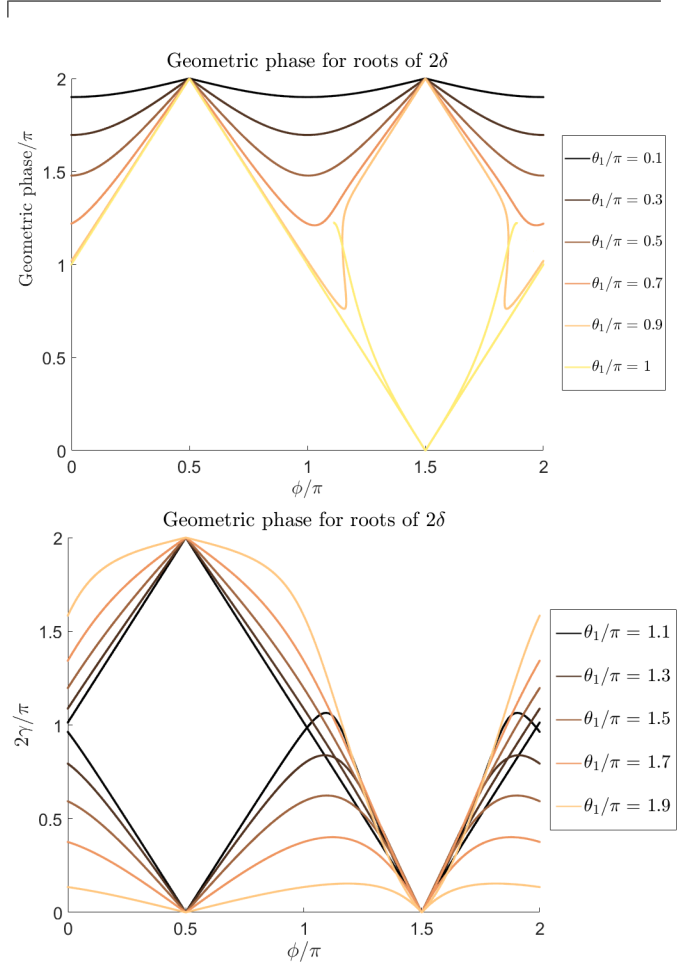 Geometric phase for roots of 2δ
Geometric phase/π
2
1.5
1
0.5
0
0 0.5 1 1.5 2
ϕ/π
θ₁/π = 0.1
θ₁/π = 0.3
θ₁/π = 0.5
θ₁/π = 0.7
θ₁/π = 0.9
θ₁/π = 1
Geometric phase for roots of 2δ
2γ/π
2
1.5
1
0.5
0
0 0.5 1 1.5 2
ϕ/π
θ₁/π = 1.1
θ₁/π = 1.3
θ₁/π = 1.5
θ₁/π = 1.7
θ₁/π = 1.9